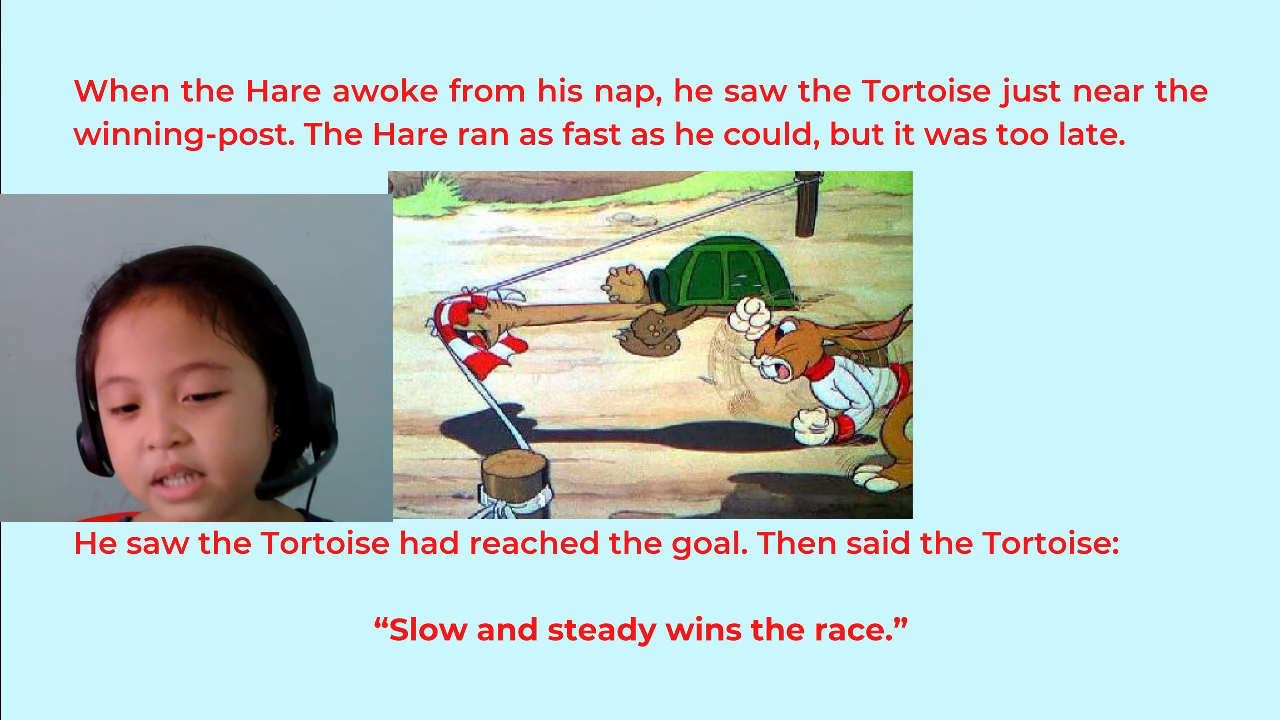 When the Hare awoke from his nap, he saw the Tortoise just near the
winning-post. The Hare ran as fast as he could, but it was too late.
He saw the Tortoise had reached the goal. Then said the Tortoise:
“Slow and steady wins the race.”